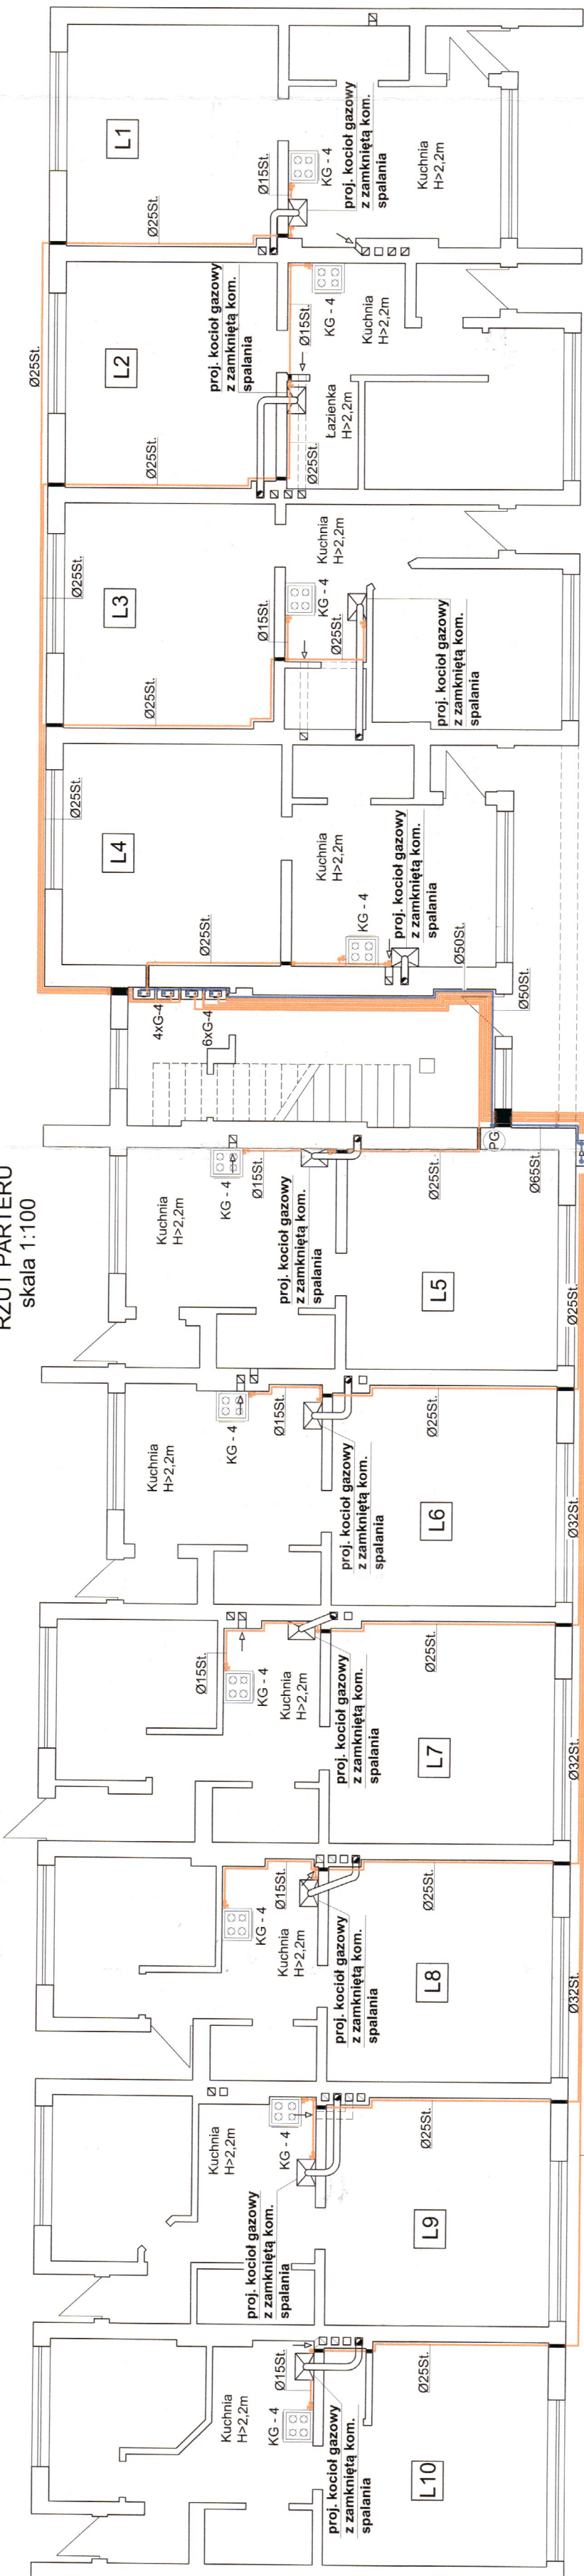 RZUT PARTERU
skala 1:100
Kuchnia
H>2,2m
KG - 4
Ø15St.
proj. kocioł gazowy
z zamkniętą kom.
spalania
Ø25St.
L10
Kuchnia
H>2,2m
KG - 4
proj. kocioł gazowy
z zamkniętą kom.
spalania
Ø25St.
L9
KG - 4
Ø15St.
Kuchnia
H>2,2m
proj. kocioł gazowy
z zamkniętą kom.
spalania
Ø25St.
L8
Ø32St.
Ø15St.
KG - 4
Kuchnia
H>2,2m
proj. kocioł gazowy
z zamkniętą kom.
spalania
Ø25St.
L7
Ø32St.
Kuchnia
H>2,2m
KG - 4
Ø15St.
proj. kocioł gazowy
z zamkniętą kom.
spalania
Ø25St.
L6
Ø32St.
Kuchnia
H>2,2m
KG - 4
Ø15St.
proj. kocioł gazowy
z zamkniętą kom.
spalania
Ø25St.
L5
Ø25St.
PG
Ø65St.
4xG-4
6xG-4
Ø50St.
Ø50St.
Ø25St.
L4
Ø25St.
Kuchnia
H>2,2m
KG - 4
proj. kocioł gazowy
z zamkniętą kom.
spalania
Ø25St.
L3
Ø25St.
Ø15St.
KG - 4
Ø25St.
Kuchnia
H>2,2m
proj. kocioł gazowy
z zamkniętą kom.
spalania
Ø25St.
L2
Ø25St.
proj. kocioł gazowy
z zamkniętą kom.
spalania
Ø15St.
KG - 4
Łazienka
H>2,2m
Ø25St.
Kuchnia
H>2,2m
L1
Ø25St.
Ø15St.
KG - 4
proj. kocioł gazowy
z zamkniętą kom.
spalania
Kuchnia
H>2,2m